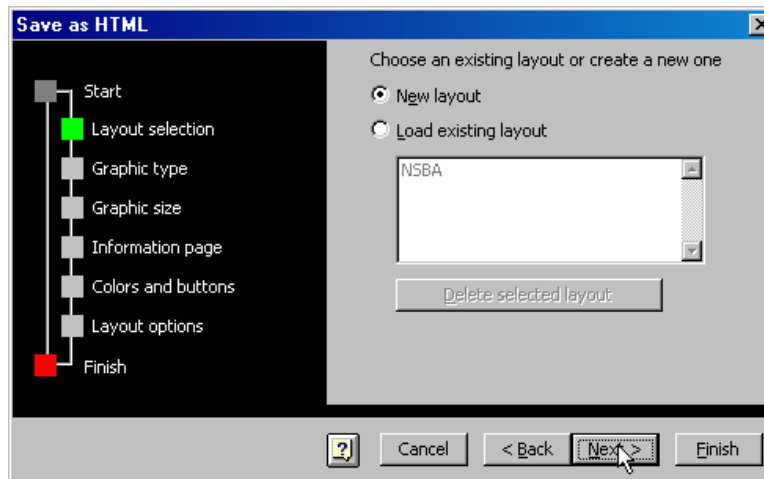 Save as HTML
Choose an existing layout or create a new one
New layout
Load existing layout
NSBA
Delete selected layout
Start
Layout selection
Graphic type
Graphic size
Information page
Colors and buttons
Layout options
Finish
Cancel
< Back
Next >
Finish